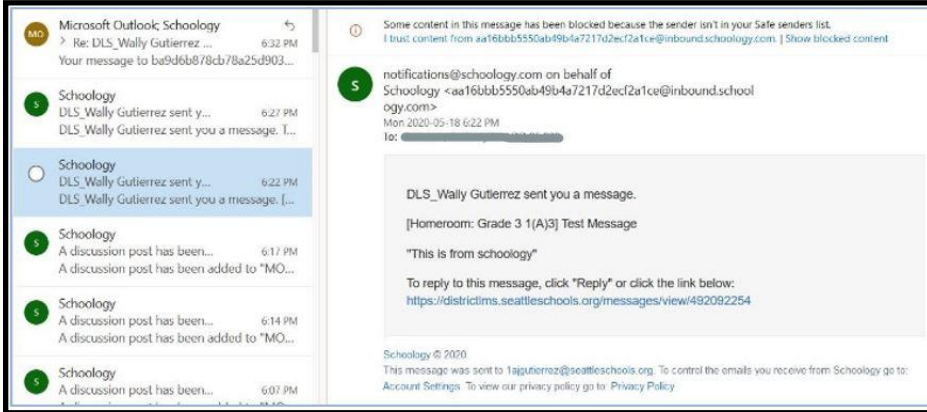 MO
Microsoft Outlook; Schoology
> Re: DLS_Wally Gutierrez ... 6:32 PM
Your message to ba9d6b878cb78a25d903...
S
Schoology
DLS_Wally Gutierrez sent y... 6:27 PM
DLS_Wally Gutierrez sent you a message. T...
Schoology
DLS_Wally Gutierrez sent y... 6:22 PM
DLS_Wally Gutierrez sent you a message. [...
S
Schoology
A discussion post has been... 6:17 PM
A discussion post has been added to "MO...
S
Schoology
A discussion post has been... 6:14 PM
A discussion post has been added to "MO...
S
Schoology
A discussion post has been... 6:07 PM
Some content in this message has been blocked because the sender isn't in your Safe senders list.
I trust content from aa16bbb5550ab49b4a7217d2ecf2a1ce@inbound.schoology.com. | Show blocked content
S
notifications@schoology.com on behalf of
Schoology <aa16bbb5550ab49b4a7217d2ecf2a1ce@inbound.school
ogy.com>
Mon 2020-05-18 6:22 PM
To:
DLS_Wally Gutierrez sent you a message.
[Homeroom: Grade 3 1(A)3] Test Message
"This is from schoology"
To reply to this message, click "Reply" or click the link below:
https://districtlms.seattleschools.org/messages/view/492092254
Schoology © 2020
This message was sent to 1ajgutierrez@seattleschools.org. To control the emails you receive from Schoology go to:
Account Settings. To view our privacy policy go to: Privacy Policy